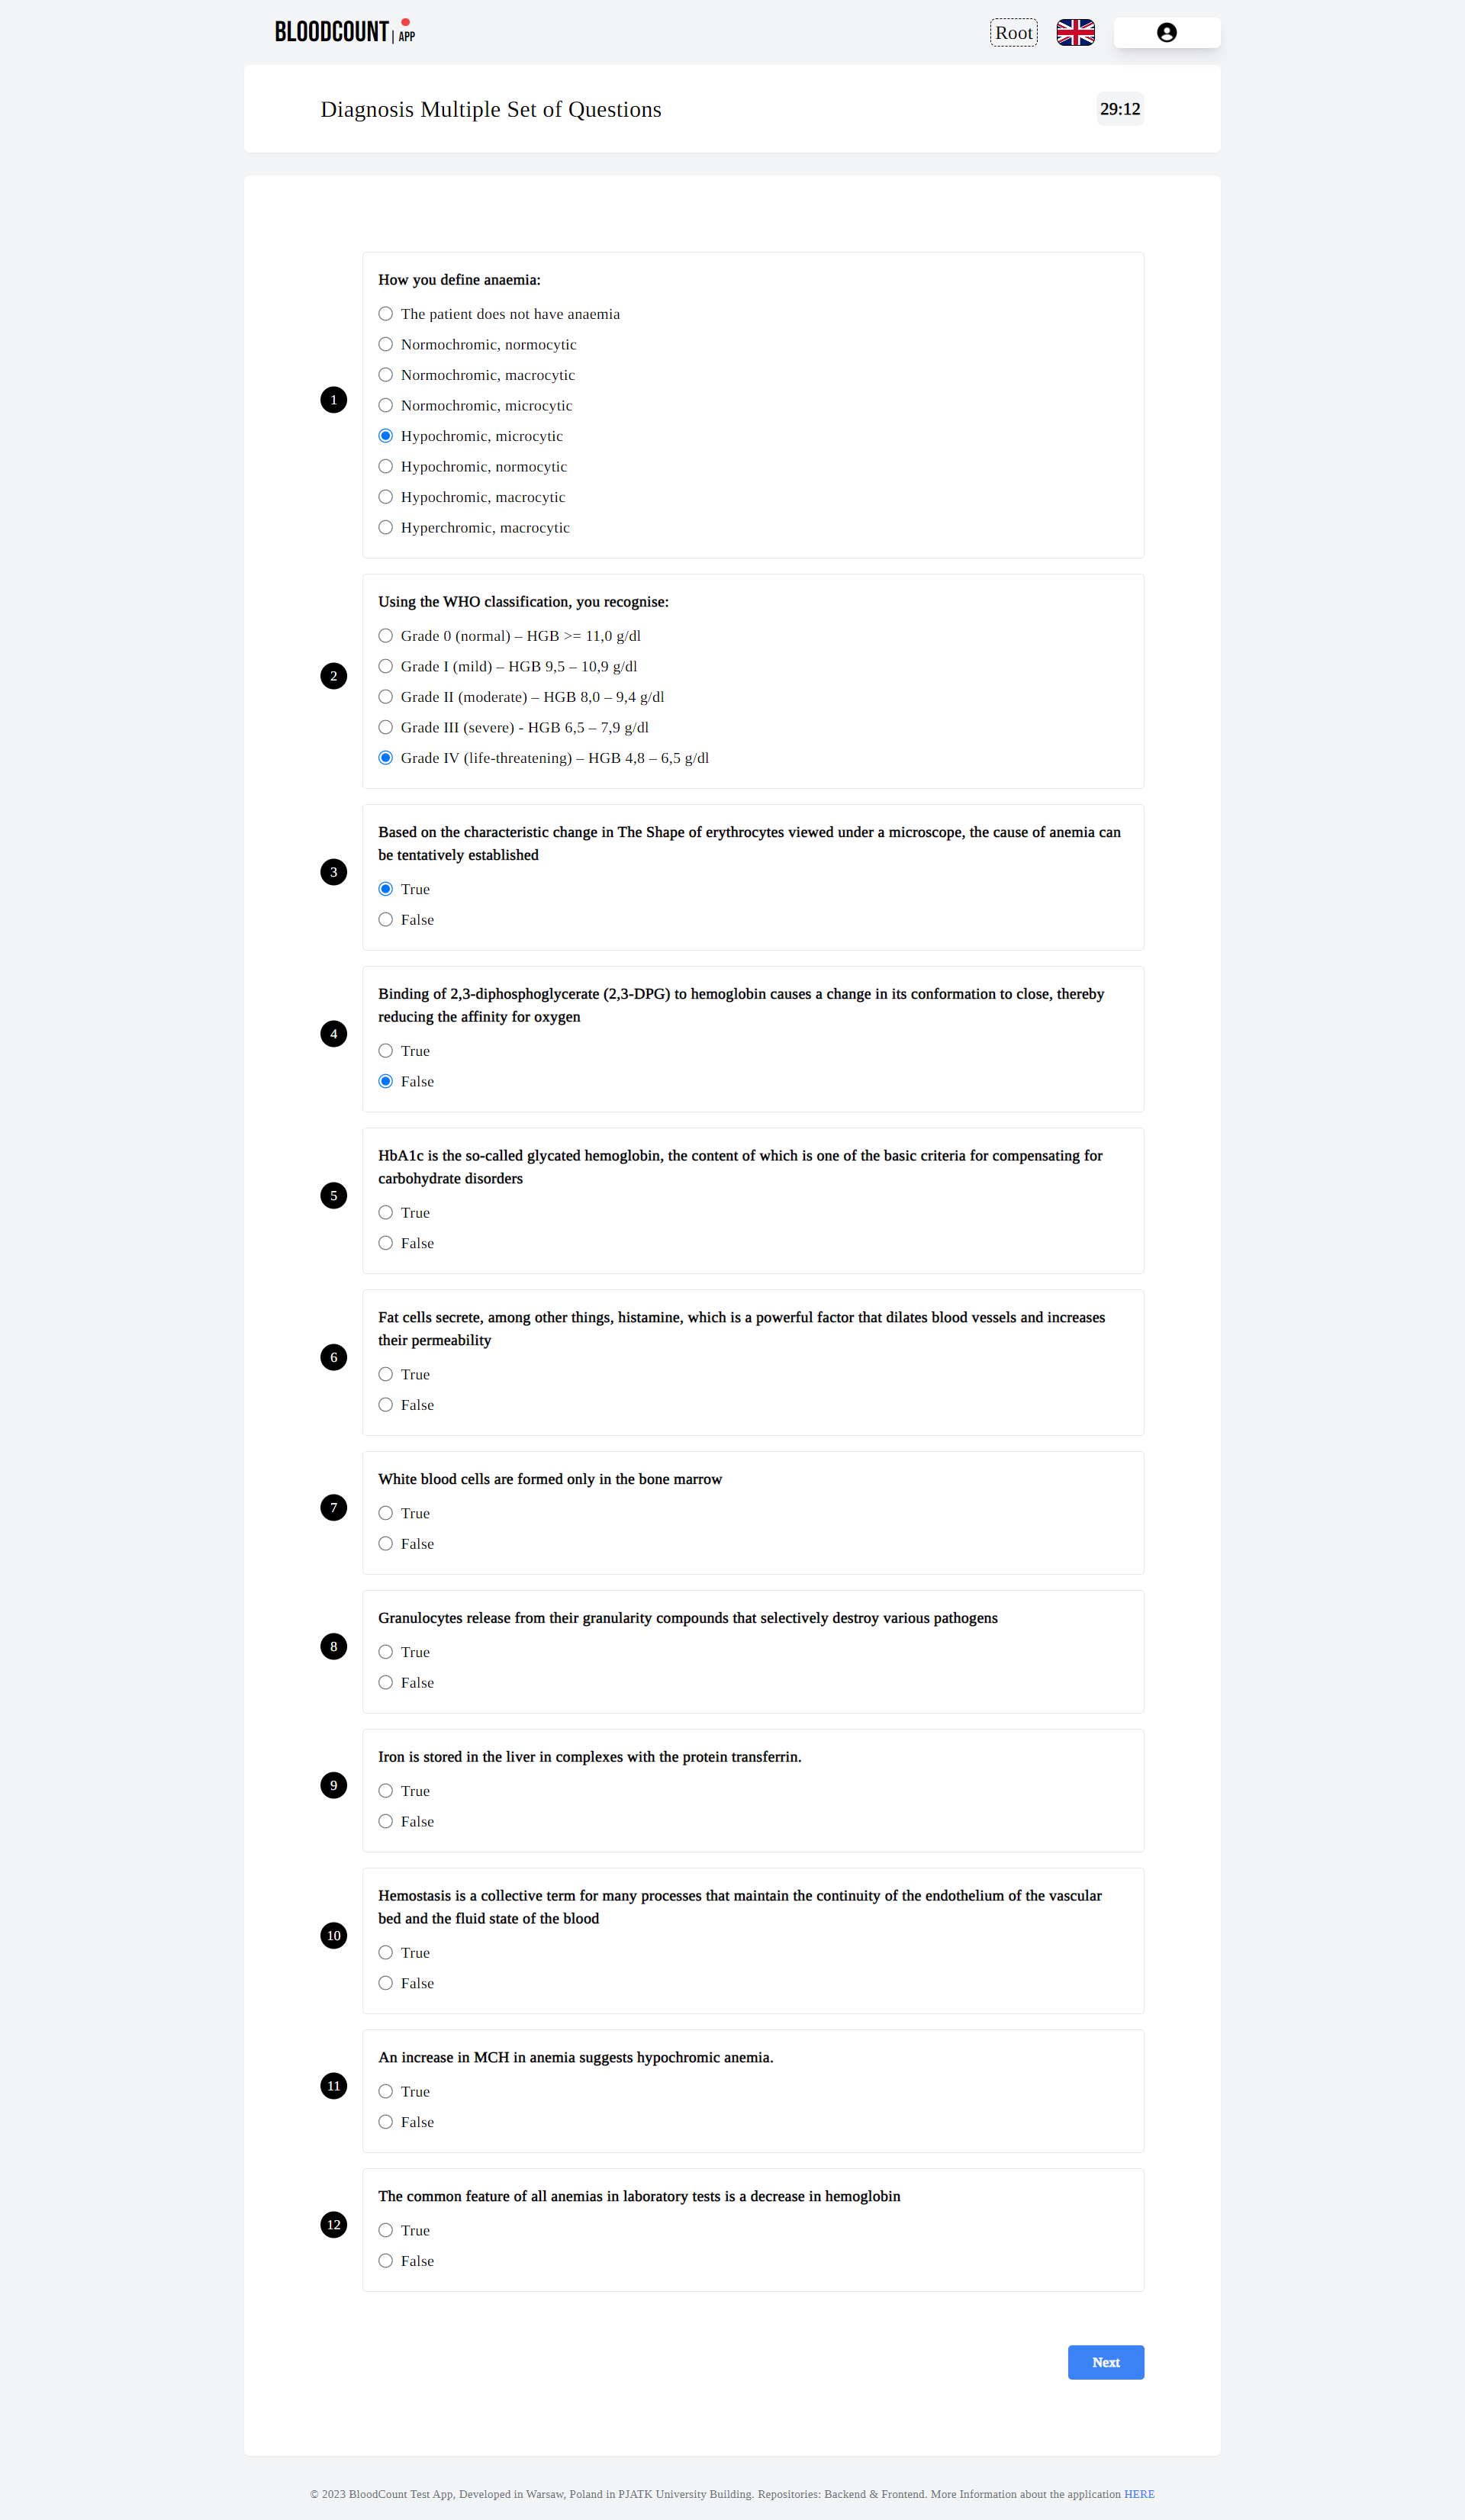 BLOODCOUNT | APP
Root
Diagnosis Multiple Set of Questions
29:12
How you define anaemia:
The patient does not have anaemia
Normochromic, normocytic
Normochromic, macrocytic
1
Normochromic, microcytic
Hypochromic, microcytic
Hypochromic, normocytic
Hypochromic, macrocytic
Hyperchromic, macrocytic
Using the WHO classification, you recognise:
Grade 0 (normal) – HGB >= 11,0 g/dl
Grade I (mild) – HGB 9,5 – 10,9 g/dl
2
Grade II (moderate) – HGB 8,0 – 9,4 g/dl
Grade III (severe) - HGB 6,5 – 7,9 g/dl
Grade IV (life-threatening) – HGB 4,8 – 6,5 g/dl
Based on the characteristic change in The Shape of erythrocytes viewed under a microscope, the cause of anemia can
be tentatively established
3
True
False
Binding of 2,3-diphosphoglycerate (2,3-DPG) to hemoglobin causes a change in its conformation to close, thereby
reducing the affinity for oxygen
4
True
False
HbA1c is the so-called glycated hemoglobin, the content of which is one of the basic criteria for compensating for
carbohydrate disorders
5
True
False
Fat cells secrete, among other things, histamine, which is a powerful factor that dilates blood vessels and increases
their permeability
6
True
False
White blood cells are formed only in the bone marrow
7
True
False
Granulocytes release from their granularity compounds that selectively destroy various pathogens
8
True
False
Iron is stored in the liver in complexes with the protein transferrin.
9
True
False
Hemostasis is a collective term for many processes that maintain the continuity of the endothelium of the vascular
bed and the fluid state of the blood
10
True
False
An increase in MCH in anemia suggests hypochromic anemia.
11
True
False
The common feature of all anemias in laboratory tests is a decrease in hemoglobin
12
True
False
Next
© 2023 BloodCount Test App, Developed in Warsaw, Poland in PJATK University Building. Repositories: Backend & Frontend. More Information about the application HERE